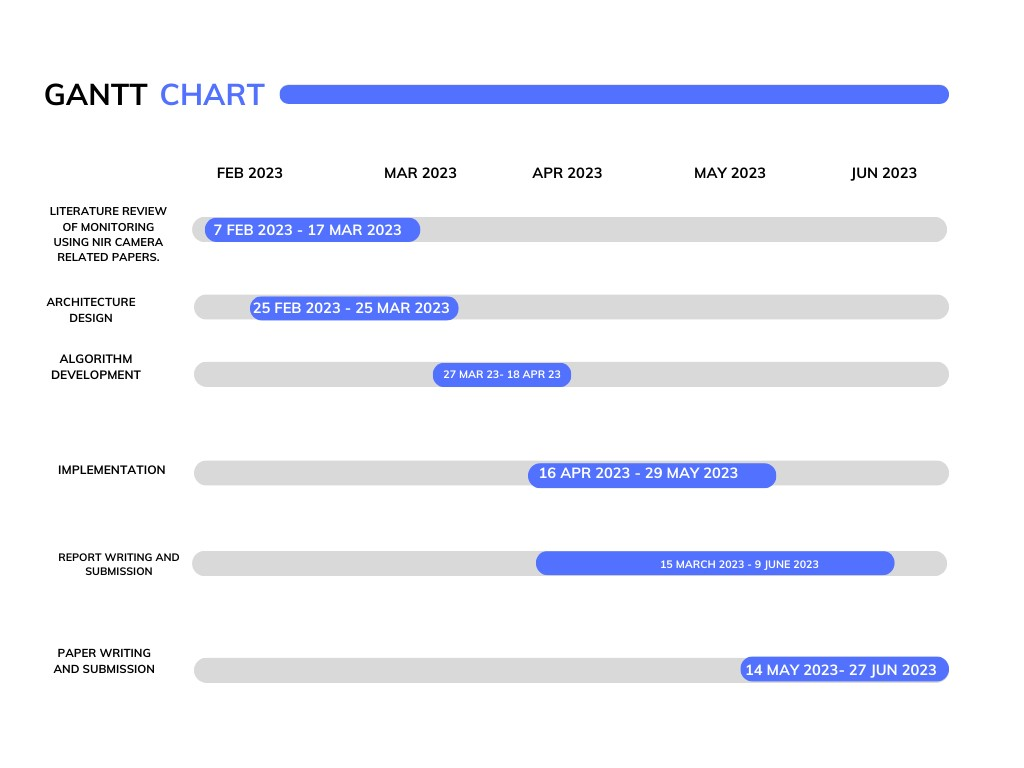 GANTT CHART
FEB 2023 MAR 2023 APR 2023 MAY 2023 JUN 2023
LITERATURE REVIEW
OF MONITORING
USING NIR CAMERA
RELATED PAPERS.
7 FEB 2023 - 17 MAR 2023
ARCHITECTURE
DESIGN
25 FEB 2023 - 25 MAR 2023
ALGORITHM
DEVELOPMENT
27 MAR 23- 18 APR 23
IMPLEMENTATION
16 APR 2023 - 29 MAY 2023
REPORT WRITING AND
SUBMISSION
15 MARCH 2023 - 9 JUNE 2023
PAPER WRITING
AND SUBMISSION
14 MAY 2023- 27 JUN 2023